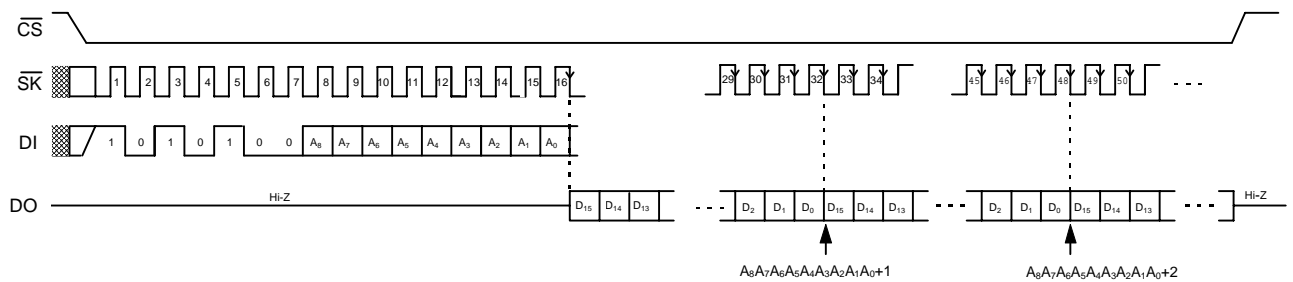 CS
SK 1 2 3 4 5 6 7 8 9 10 11 12 13 14 15 16 29 30 31 32 33 34 45 46 47 48 49 50
DI 1 0 1 0 1 0 0 A8 A7 A6 A5 A4 A3 A2 A1 A0
DO Hi-Z D15 D14 D13 D2 D1 D0 D15 D14 D13 D2 D1 D0 D15 D14 D13 Hi-Z
A8A7A6A5A4A3A2A1A0+1 A8A7A6A5A4A3A2A1A0+2